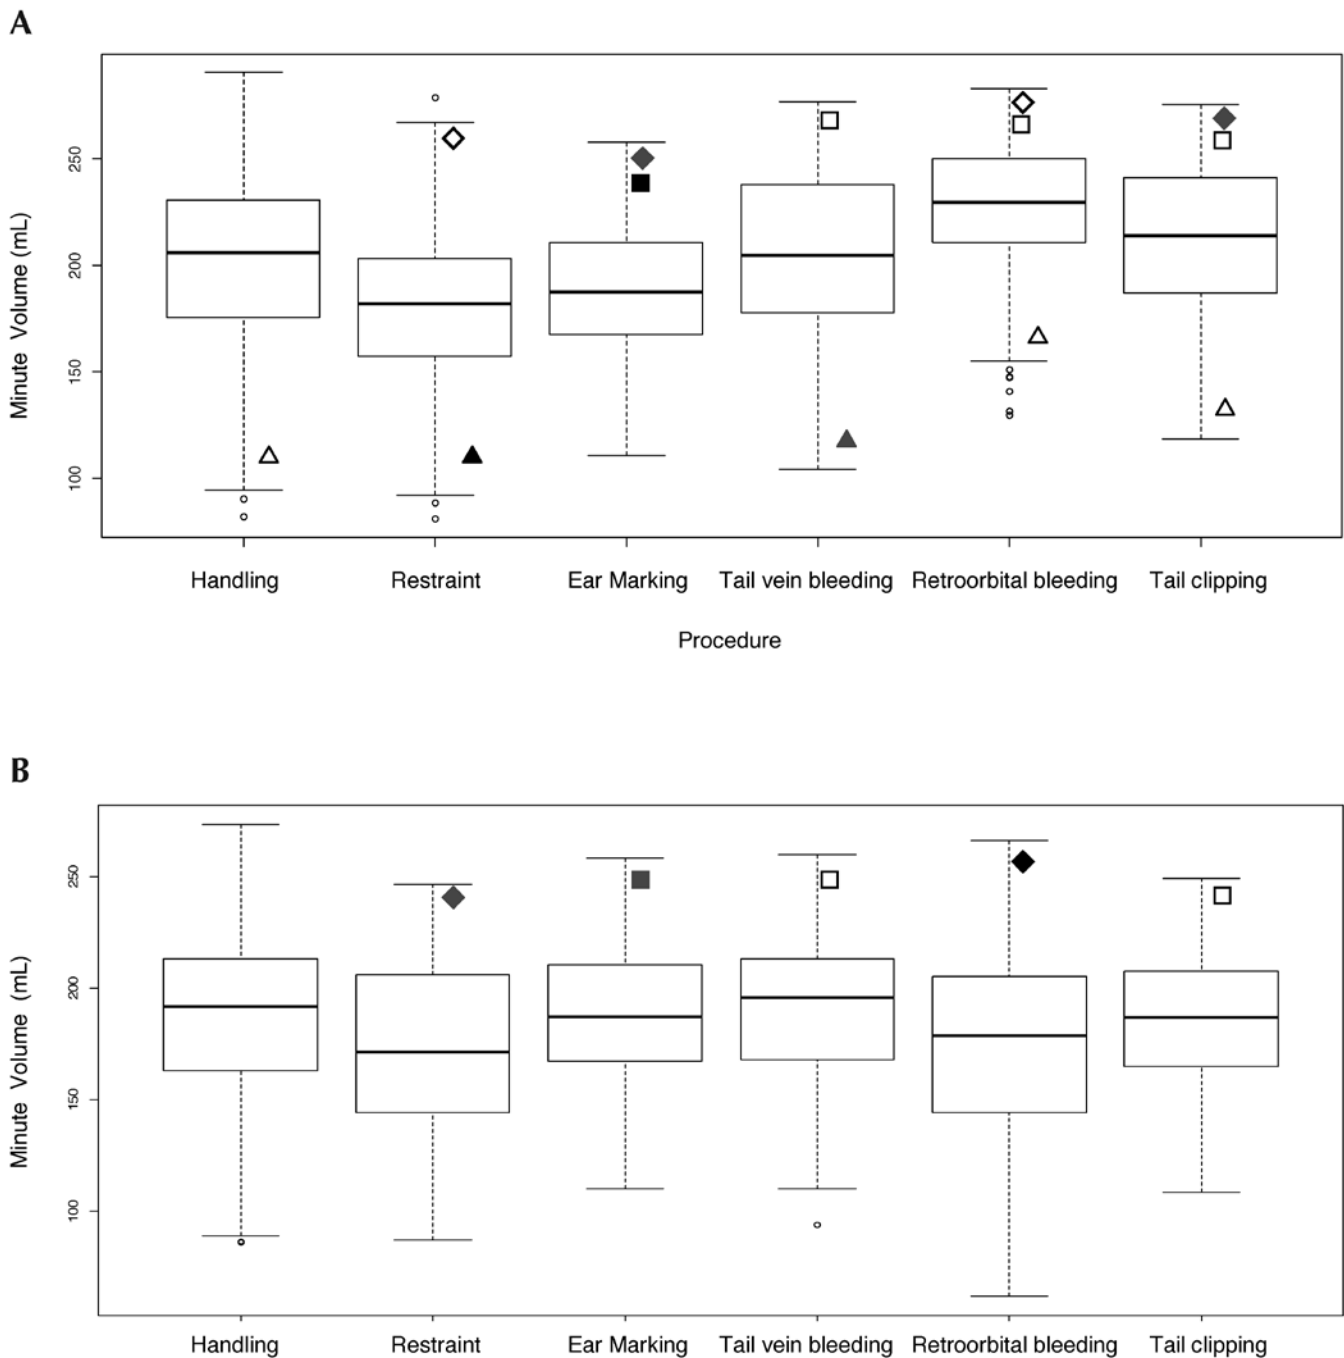 A
Minute Volume (mL)
250
200
150
100
Handling Restraint Ear Marking Tail vein bleeding Retroorbital bleeding Tail clipping
Procedure
B
Minute Volume (mL)
250
200
150
100
Handling Restraint Ear Marking Tail vein bleeding Retroorbital bleeding Tail clipping